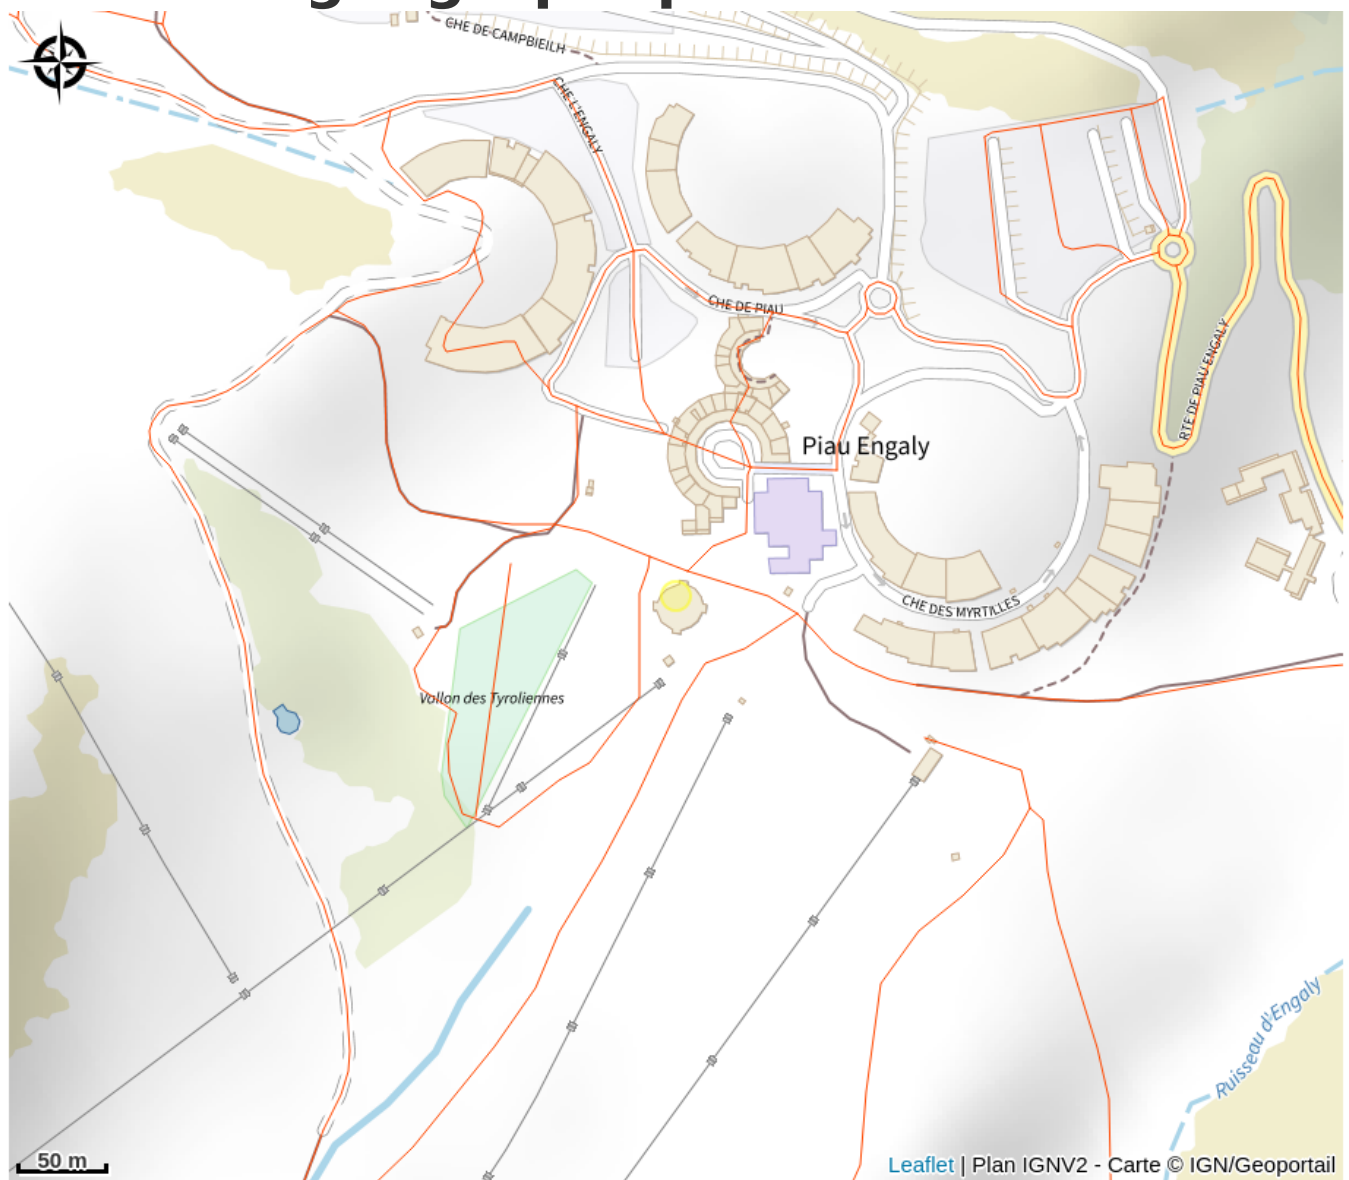 CHE DE CAMPBIEILH
CHE L'ENGALY
CHE DE PIAU
RTE DE PIAU ENGALY
Piau Engaly
CHE DES MYRTILLES
Vallon des Tyroliennes
Ruisseau d'Engaly
50 m
Leaflet | Plan IGNV2 - Carte © IGN/Geoportail